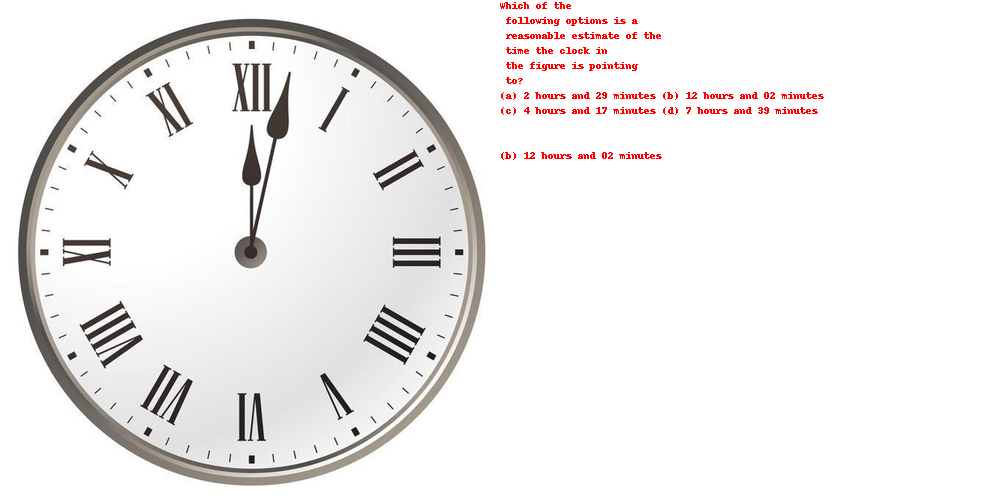 Which of the
following options is a
reasonable estimate of the
time the clock in
the figure is pointing
to?
(a) 2 hours and 29 minutes (b) 12 hours and 02 minutes
(c) 4 hours and 17 minutes (d) 7 hours and 39 minutes
(b) 12 hours and 02 minutes
XII
I
II
III
IIII
V
VI
VII
VIII
IX
X
XI